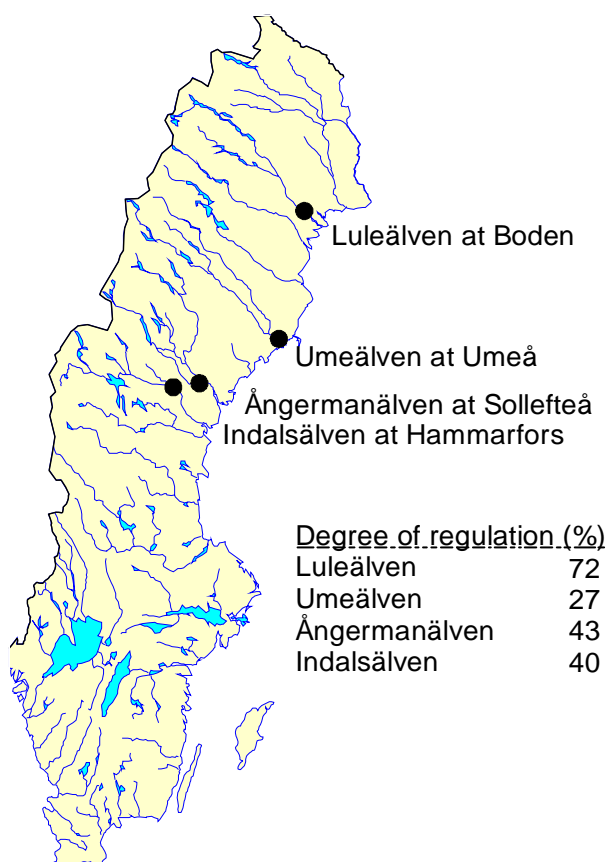 Luleälven at Boden
Umeälven at Umeå
Ångermanälven at Sollefteå
Indalsälven at Hammarfors
Degree of regulation (%)
Luleälven 72
Umeälven 27
Ångermanälven 43
Indalsälven 40